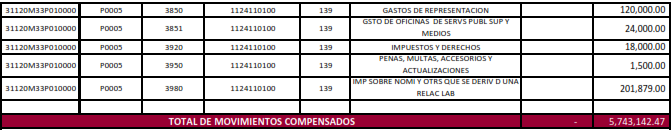 31120M33P010000 P0005 3850 1124110100 139 GASTOS DE REPRESENTACION 120,000.00
31120M33P010000 P0005 3851 1124110100 139 GSTO DE OFICINAS DE SERVS PUBL SUP Y MEDIOS 24,000.00
31120M33P010000 P0005 3920 1124110100 139 IMPUESTOS Y DERECHOS 18,000.00
31120M33P010000 P0005 3950 1124110100 139 PENAS, MULTAS, ACCESORIOS Y ACTUALIZACIONES 1,500.00
31120M33P010000 P0005 3980 1124110100 139 IMP SOBRE NOMI Y OTRS QUE SE DERIV D UNA RELAC LAB 201,879.00
TOTAL DE MOVIMIENTOS COMPENSADOS - 5,743,142.47